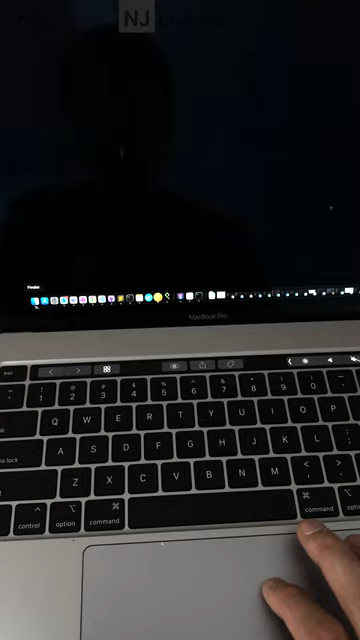 NJ
Finder
MacBook Pro
esc
! 1 @ 2 # 3 $ 4 % 5 ^ 6 & 7 * 8 ( 9 ) 0
Q W E R T Y U I O P
A S D F G H J K L
Z X C V B N M < , > .
control option command command